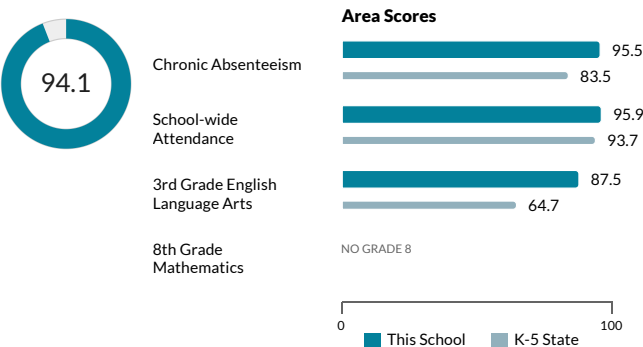 Area Scores
94.1
Chronic Absenteeism
95.5
83.5
School-wide
Attendance
95.9
93.7
3rd Grade English
Language Arts
87.5
64.7
8th Grade
Mathematics
NO GRADE 8
0
100
This School
K-5 State